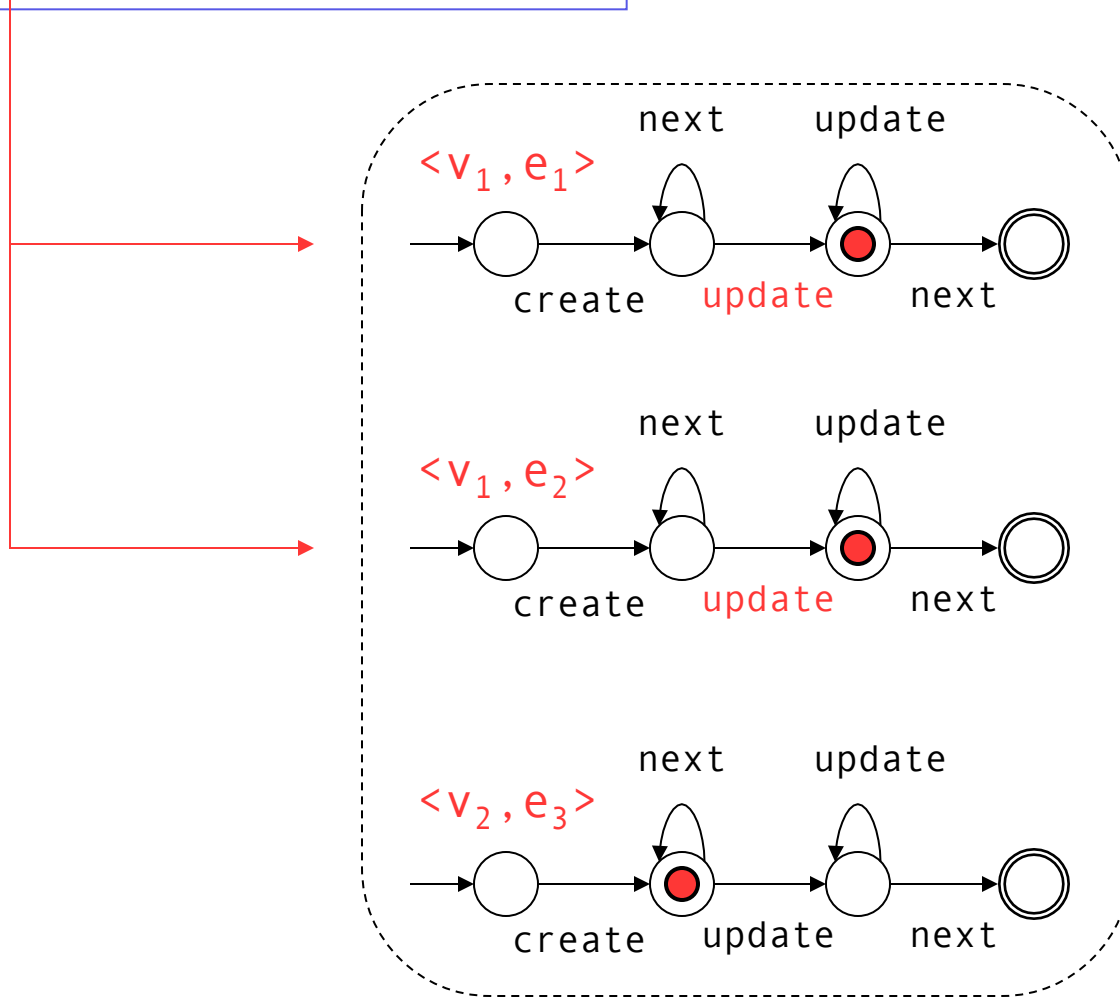 next update
<v₁,e₁>
create update next
next update
<v₁,e₂>
create update next
next update
<v₂,e₃>
create update next